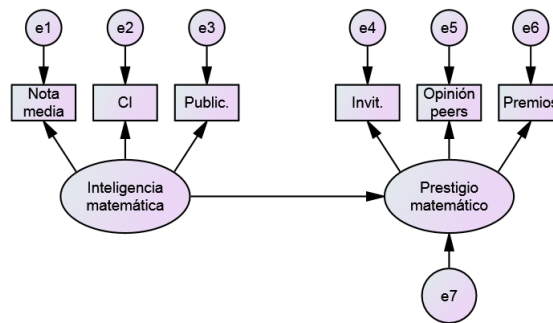 e1
e2
e3
e4
e5
e6
Nota
media
CI
Public.
Invit.
Opinión
peers
Premios
Inteligencia
matemática
Prestigio
matemático
e7